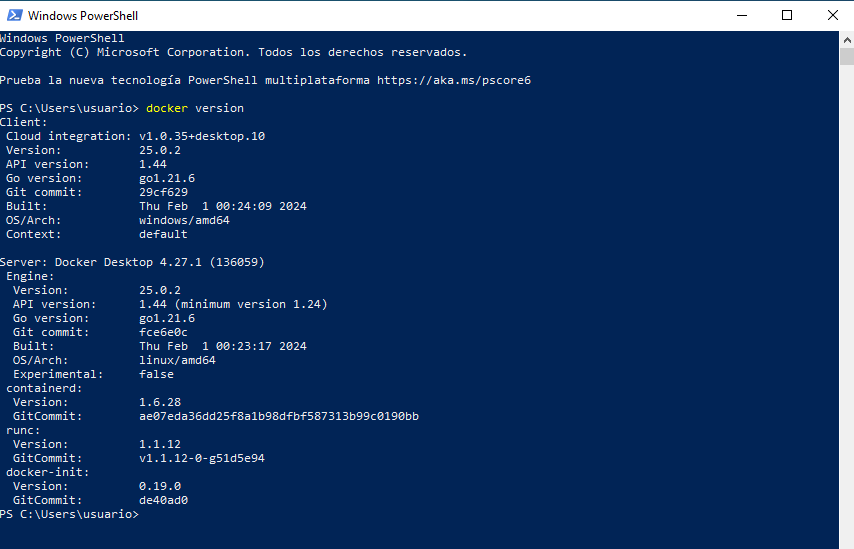 Windows PowerShell
Windows PowerShell
Copyright (C) Microsoft Corporation. Todos los derechos reservados.
Prueba la nueva tecnología PowerShell multiplataforma https://aka.ms/pscore6
PS C:\Users\usuario> docker version
Client:
 Cloud integration: v1.0.35+desktop.10
 Version:           25.0.2
 API version:       1.44
 Go version:        go1.21.6
 Git commit:        29cf629
 Built:             Thu Feb  1 00:24:09 2024
 OS/Arch:           windows/amd64
 Context:           default
Server: Docker Desktop 4.27.1 (136059)
 Engine:
  Version:          25.0.2
  API version:      1.44 (minimum version 1.24)
  Go version:       go1.21.6
  Git commit:       fce6e0c
  Built:            Thu Feb  1 00:23:17 2024
  OS/Arch:          linux/amd64
  Experimental:     false
 containerd:
  Version:          1.6.28
  GitCommit:        ae07eda36dd25f8a1b98dfbf587313b99c0190bb
 runc:
  Version:          1.1.12
  GitCommit:        v1.1.12-0-g51d5e94
 docker-init:
  Version:          0.19.0
  GitCommit:        de40ad0
PS C:\Users\usuario>